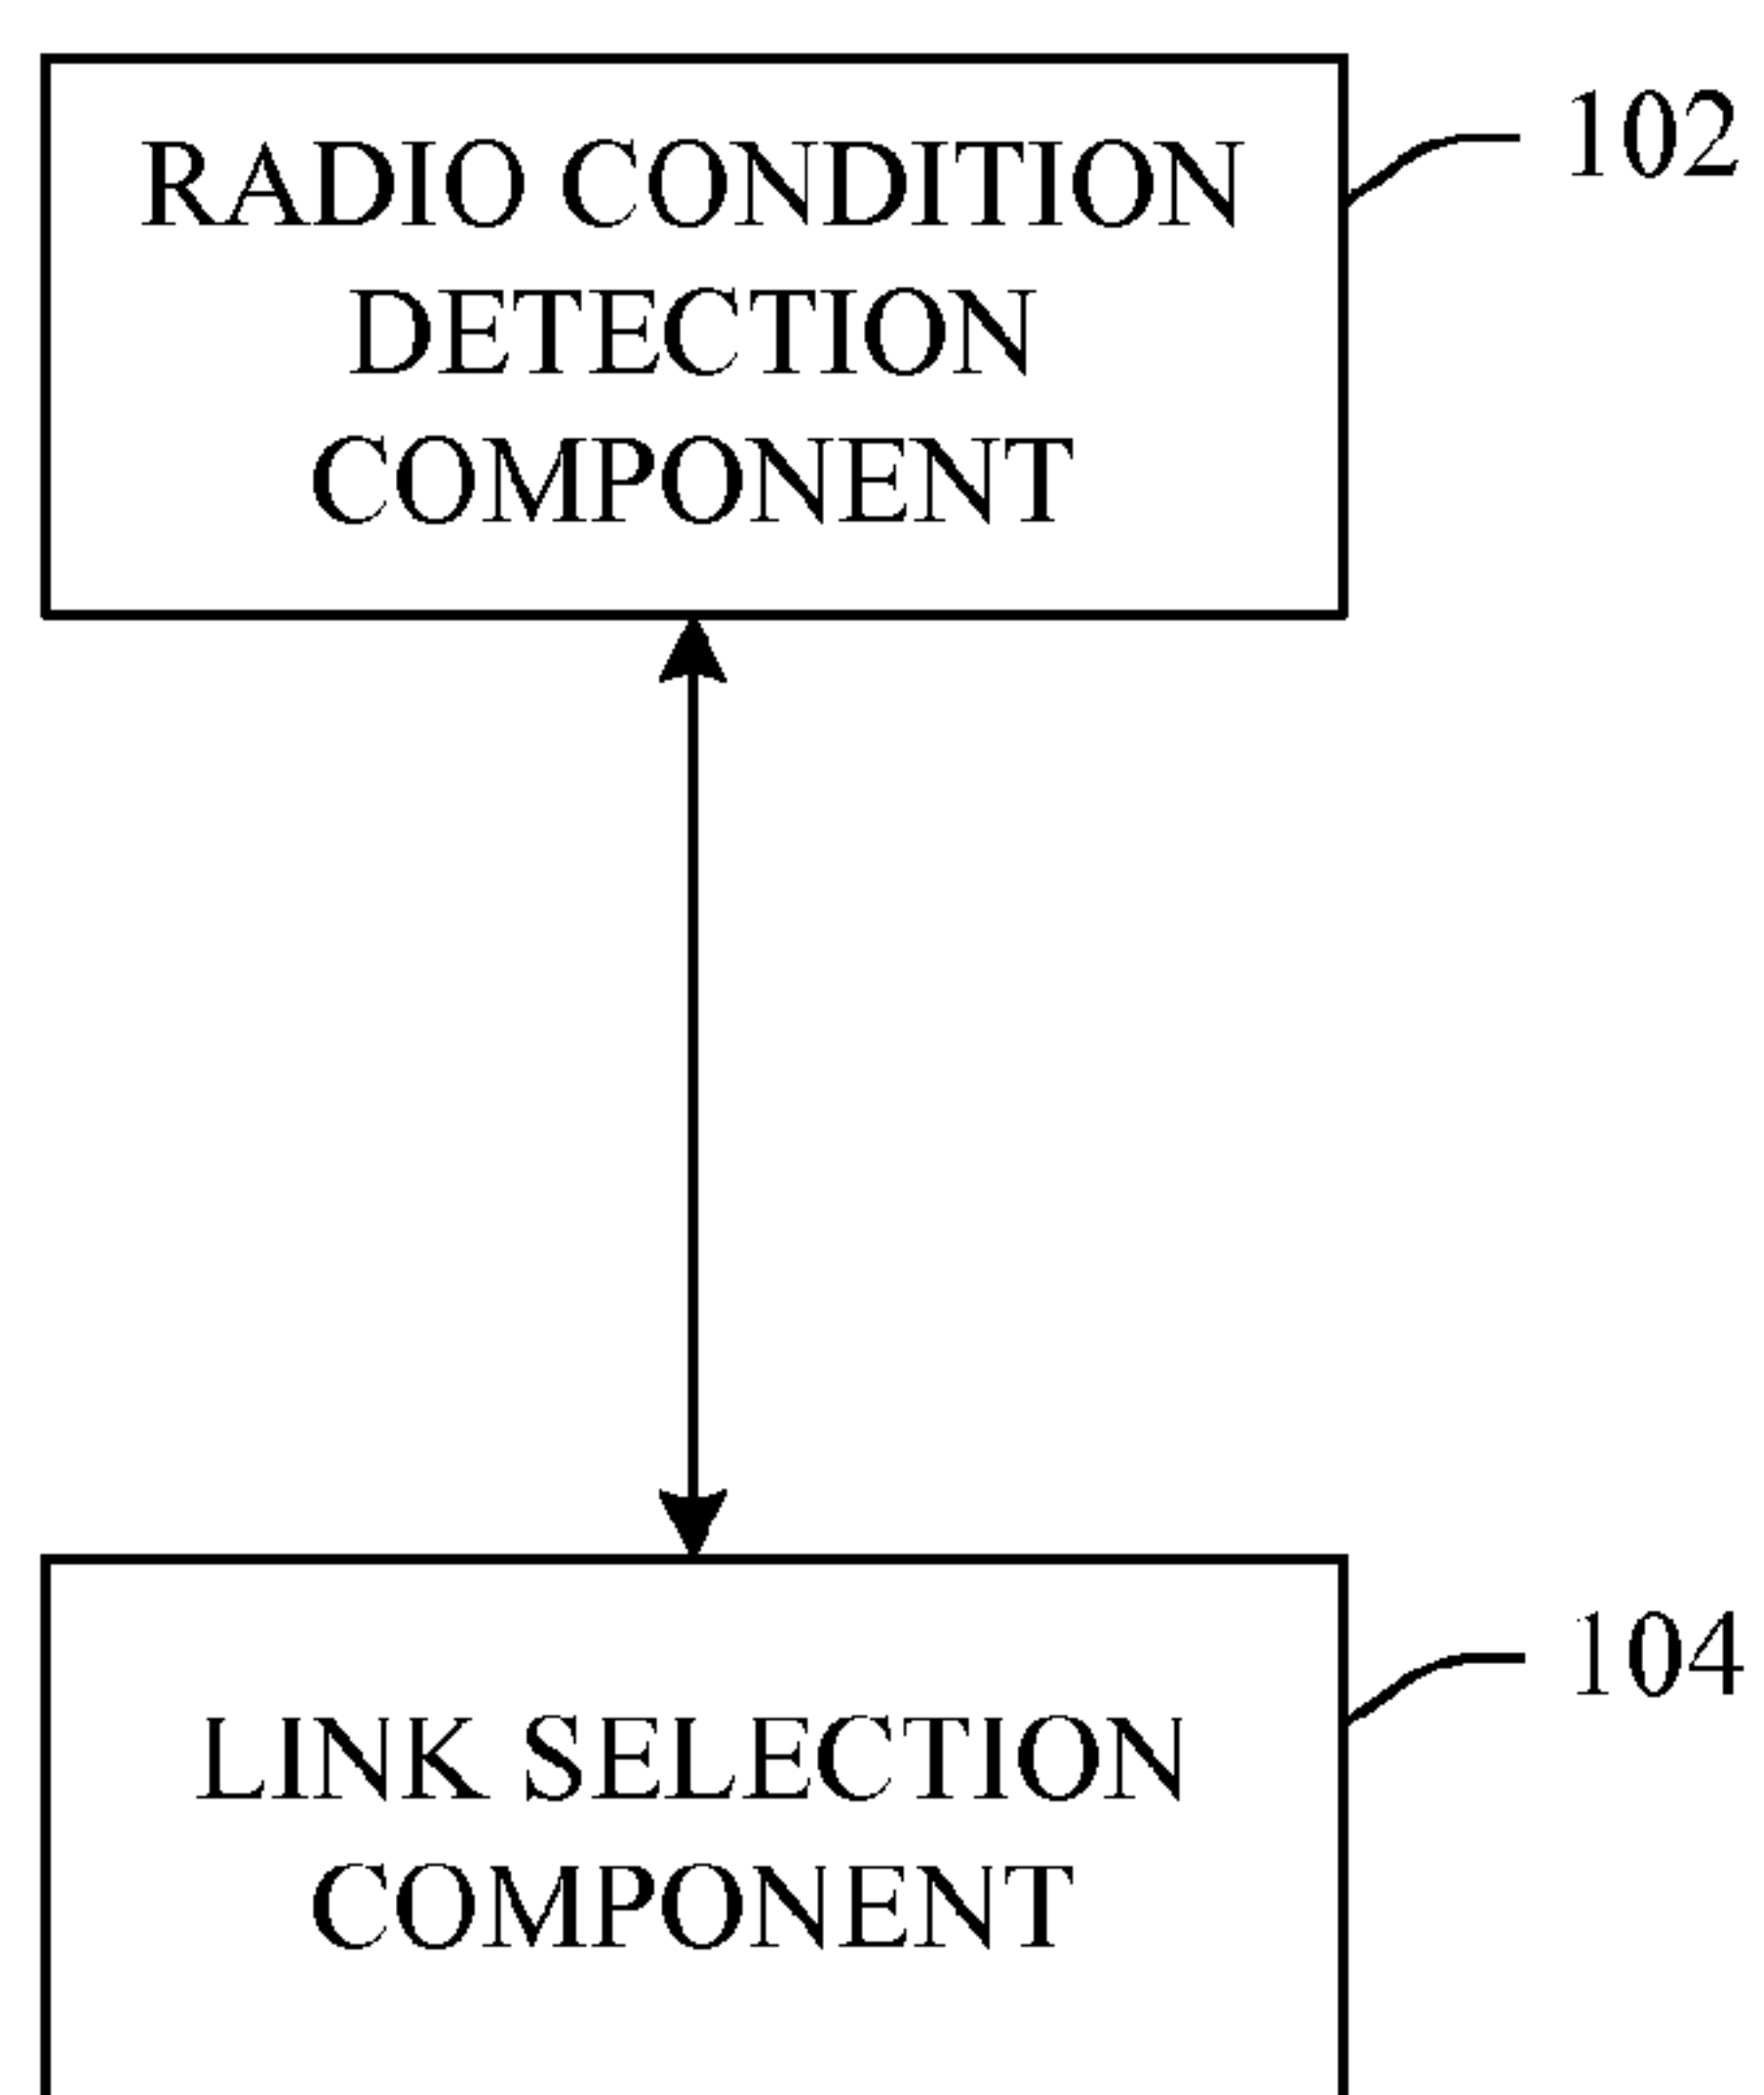 RADIO CONDITION
DETECTION
COMPONENT
102
LINK SELECTION
COMPONENT
104